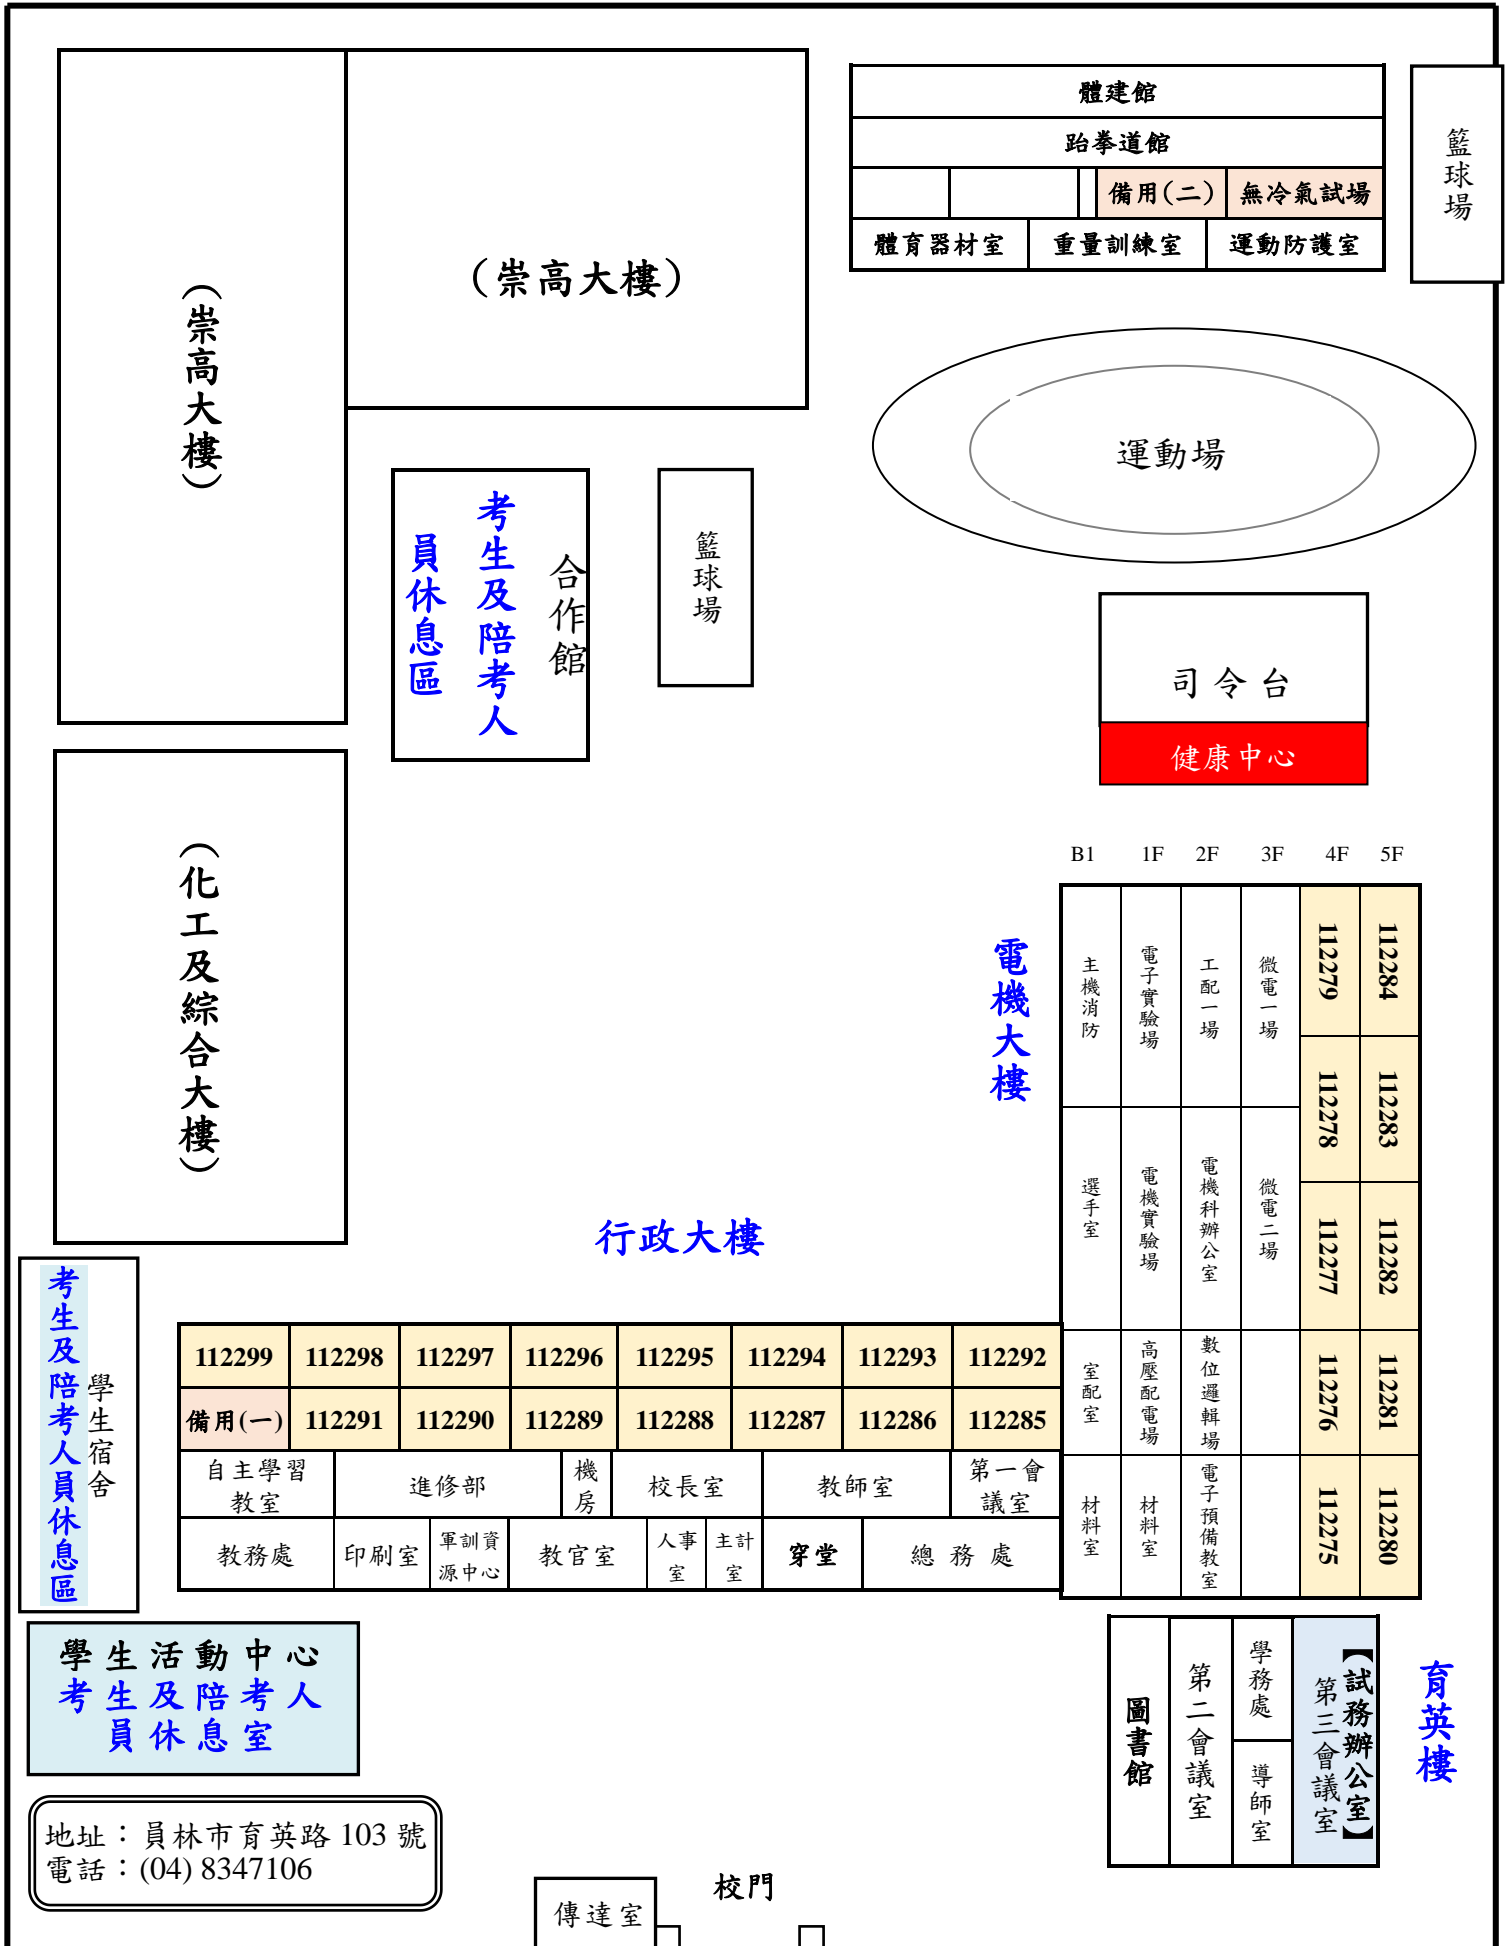 體建館
跆拳道館
備用(二) 無冷氣試場
體育器材室 重量訓練室 運動防護室
籃球場
(崇高大樓)
(崇高大樓)
運動場
合作館
考生及陪考人
員休息區
籃球場
司令台
健康中心
(化工及綜合大樓)
B1 1F 2F 3F 4F 5F
電機大樓
主機消防 電子實驗場 工配一場 微電一場 112279 112284
112278 112283
選手室 電機實驗場 電機科辦公室 微電二場 112277 112282
室配室 高壓配電場 數位邏輯場 112276 112281
材料室 材料室 電子預備教室 112275 112280
行政大樓
112299 112298 112297 112296 112295 112294 112293 112292
備用(一) 112291 112290 112289 112288 112287 112286 112285
自主學習
教室
進修部
機房
校長室
教師室
第一會
議室
教務處
印刷室
軍訓資
源中心
教官室
人事
室
主計
室
穿堂
總務處
學生宿舍
考生及陪考人員休息區
學生活動中心
考生及陪考人
員休息室
圖書館
第二會議室
學務處
導師室
【試務辦公室】
第三會議室
育英樓
地址：員林市育英路 103 號
電話：(04) 8347106
校門
傳達室